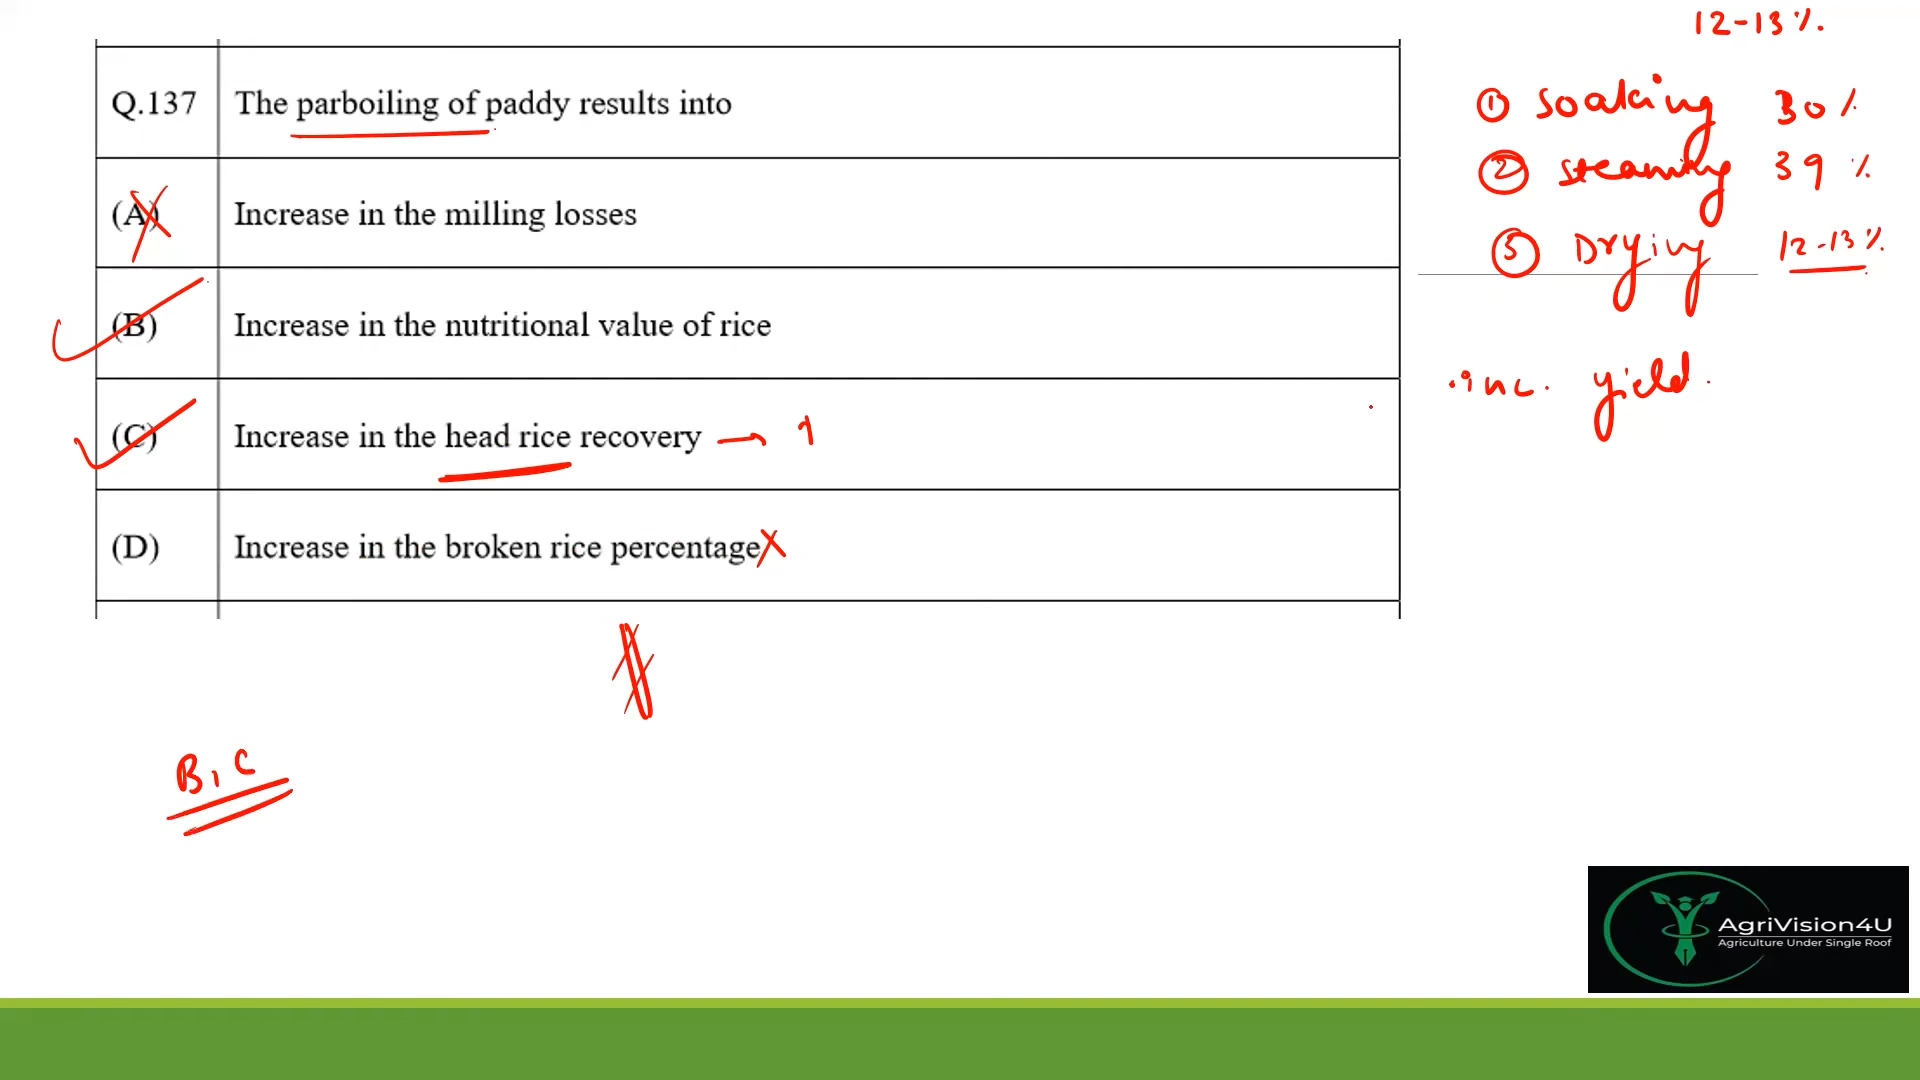 12-13%.
Q.137 The parboiling of paddy results into
① Soaking 30%
(A) Increase in the milling losses
② Steaming 39%
③ Drying 12-13%.
(B) Increase in the nutritional value of rice
inc. yield.
(C) Increase in the head rice recovery → ↑
(D) Increase in the broken rice percentage
B, C
AgriVision4U
Agriculture Under Single Roof